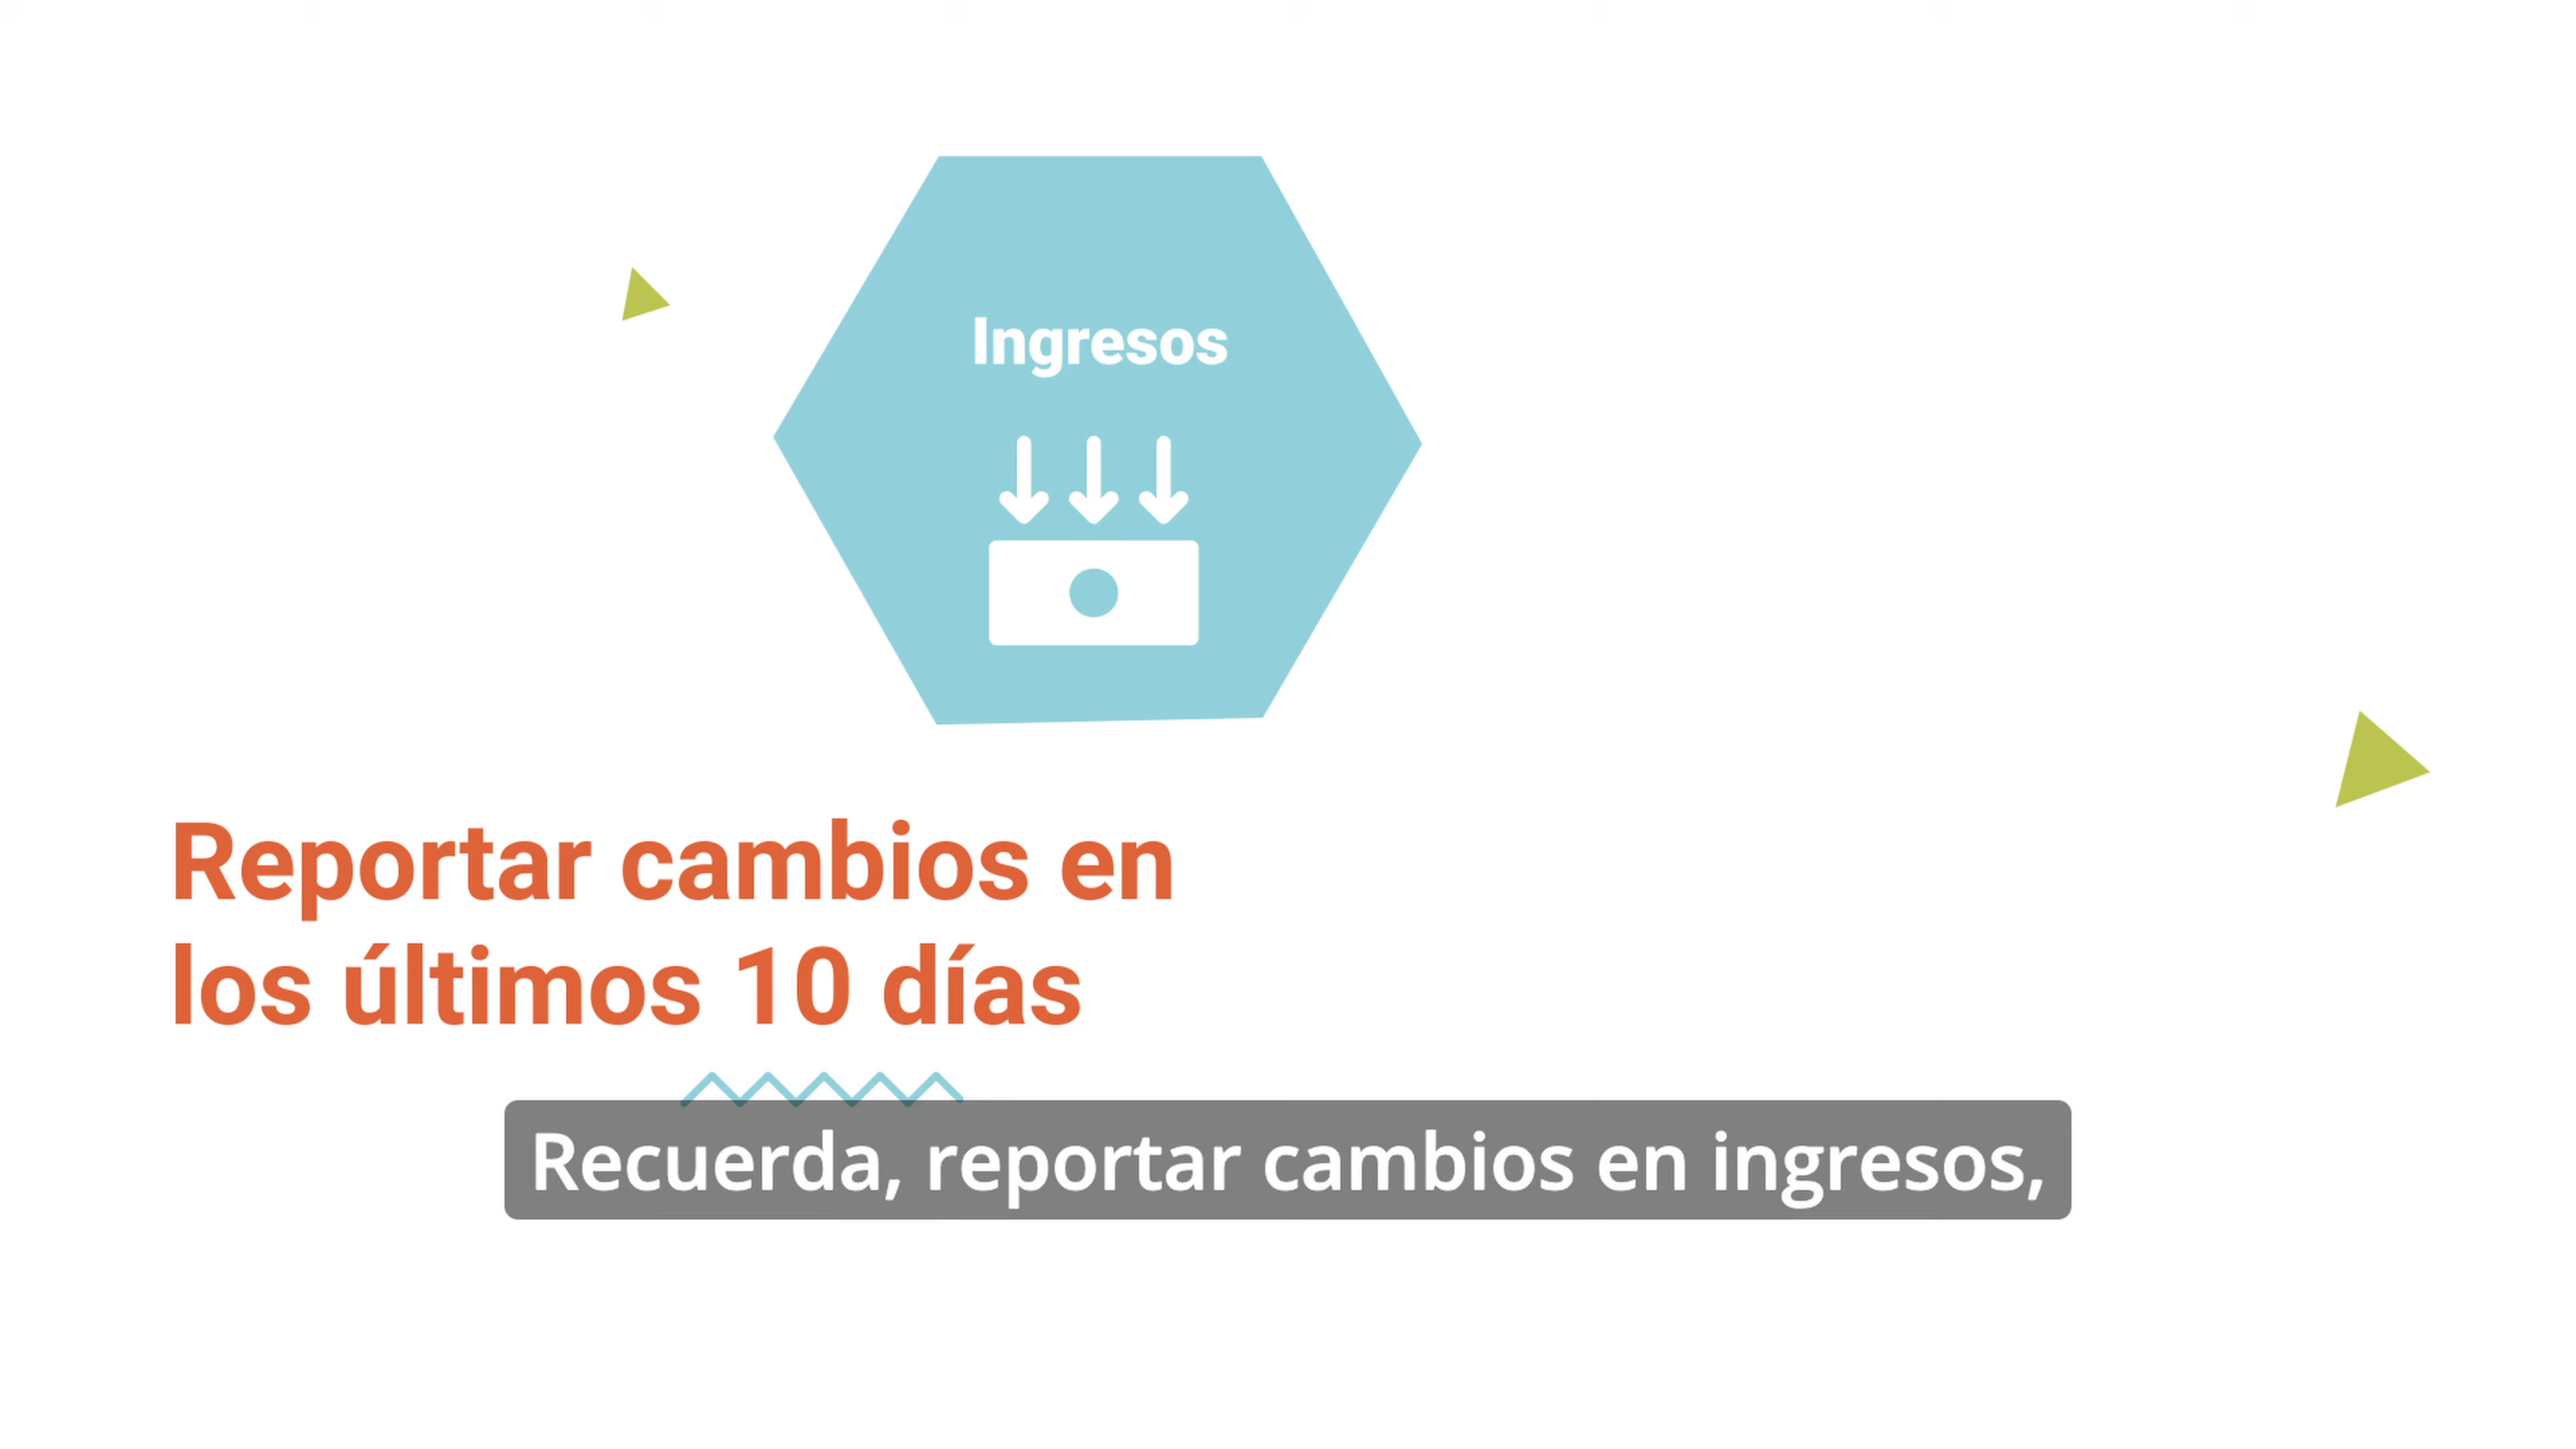 Ingresos
Reportar cambios en
los últimos 10 días
Recuerda, reportar cambios en ingresos,